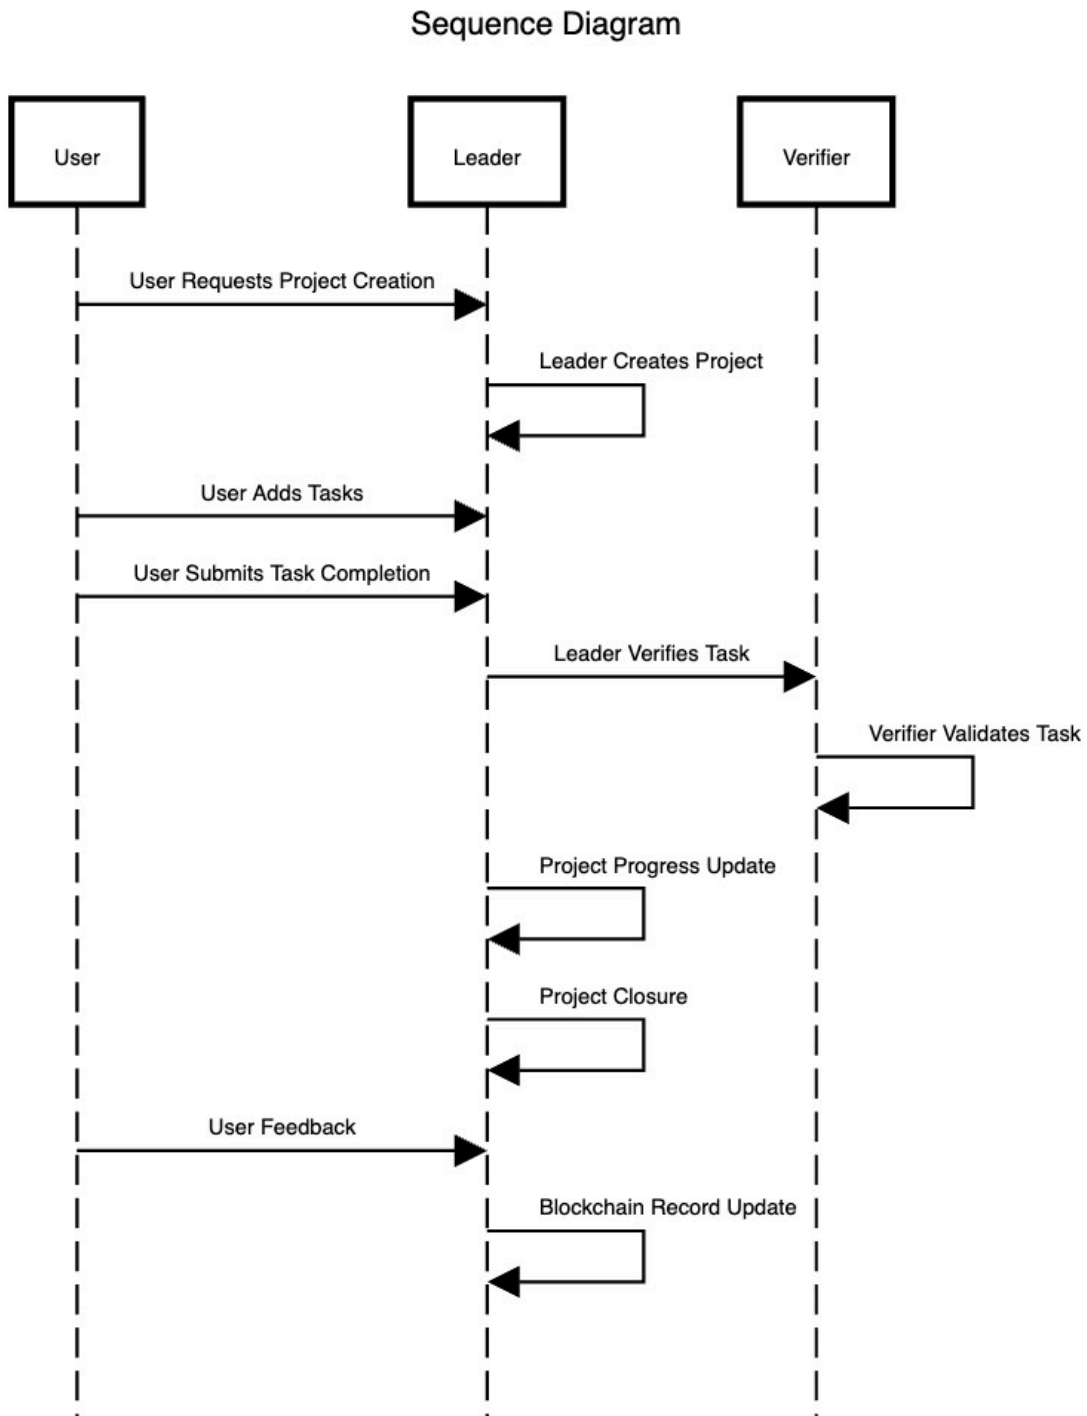 Sequence Diagram
User
Leader
Verifier
User Requests Project Creation
Leader Creates Project
User Adds Tasks
User Submits Task Completion
Leader Verifies Task
Verifier Validates Task
Project Progress Update
Project Closure
User Feedback
Blockchain Record Update